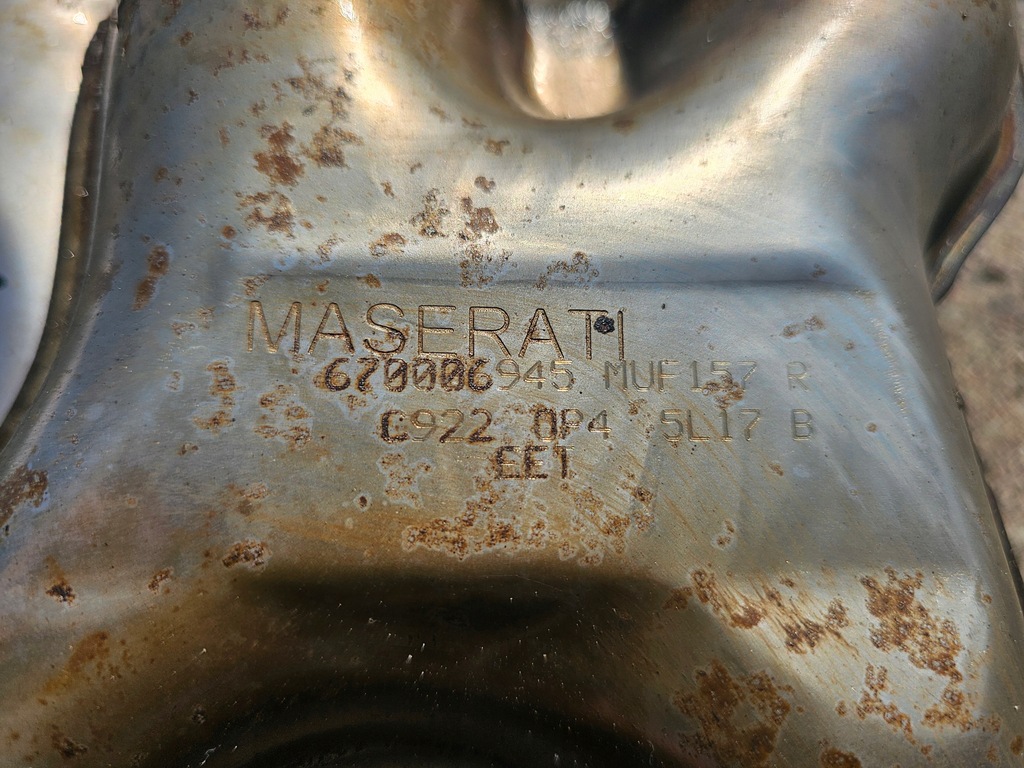 MASERATI
670006945 MUF157 R
C922 0P4 5L17 B
EET